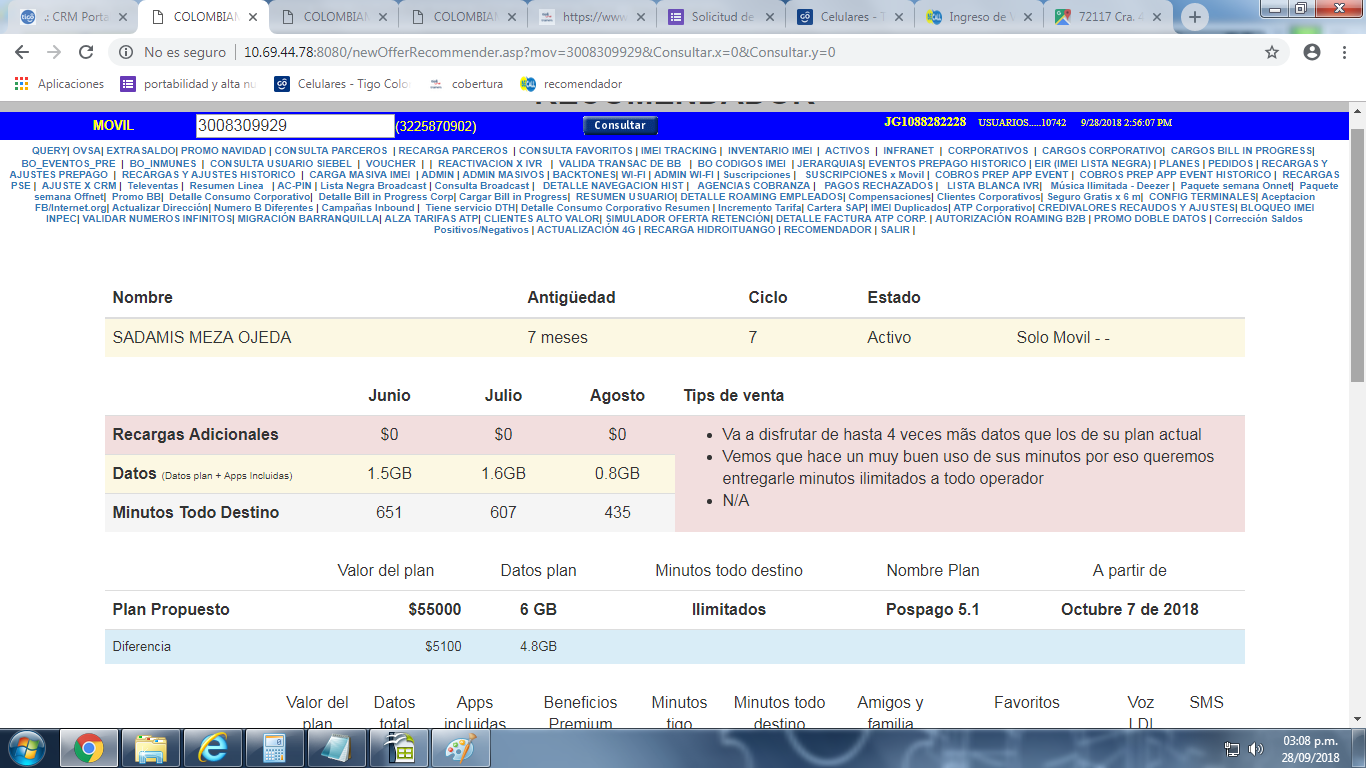 .: CRM Porta
COLOMBIAN
COLOMBIAN
COLOMBIAN
https://www
Solicitud de
Celulares - T
Ingreso de V
72117 Cra. 4
No es seguro | 10.69.44.78:8080/newOfferRecommender.asp?mov=3008309929&Consultar.x=0&Consultar.y=0
Aplicaciones portabilidad y alta nu Celulares - Tigo Colo cobertura recomendador
RECOMENDADOR
MOVIL 3008309929 (3225870902) Consultar JG1088282228 USUARIOS.....10742 9/28/2018 2:56:07 PM
QUERY| OVSA| EXTRASALDO| PROMO NAVIDAD | CONSULTA PARCEROS | RECARGA PARCEROS | CONSULTA FAVORITOS | IMEI TRACKING | INVENTARIO IMEI | ACTIVOS | INFRANET | CORPORATIVOS | CARGOS CORPORATIVO| CARGOS BILL IN PROGRESS|
BO_EVENTOS_PRE | BO_INMUNES | CONSULTA USUARIO SIEBEL | VOUCHER | | REACTIVACION X IVR | VALIDA TRANSAC DE BB | BO CODIGOS IMEI | JERARQUIAS| EVENTOS PREPAGO HISTORICO | EIR (IMEI LISTA NEGRA) | PLANES | PEDIDOS | RECARGAS Y
AJUSTES PREPAGO | RECARGAS Y AJUSTES HISTORICO | CARGA MASIVA IMEI | ADMIN | ADMIN MASIVOS | BACKTONES| WI-FI | ADMIN WI-FI | Suscripciones | SUSCRIPCIONES x Movil | COBROS PREP APP EVENT | COBROS PREP APP EVENT HISTORICO | RECARGAS
PSE | AJUSTE X CRM | Televentas | Resumen Linea | AC-PIN | Lista Negra Broadcast | Consulta Broadcast | DETALLE NAVEGACION HIST | AGENCIAS COBRANZA | PAGOS RECHAZADOS | LISTA BLANCA IVR| Música Ilimitada - Deezer | Paquete semana Onnet| Paquete
semana Offnet| Promo BB| Detalle Consumo Corporativo| Detalle Bill in Progress Corp| Cargar Bill in Progress| RESUMEN USUARIO| DETALLE ROAMING EMPLEADOS| Compensaciones| Clientes Corporativos| Seguro Gratis x 6 m| CONFIG TERMINALES| Aceptacion
FB/Internet.org| Actualizar Dirección| Numero B Diferentes | Campañas Inbound | Tiene servicio DTH| Detalle Consumo Corporativo Resumen | Incremento Tarifa| Cartera SAP| IMEI Duplicados| ATP Corporativo| CREDIVALORES RECAUDOS Y AJUSTES| BLOQUEO IMEI
INPEC| VALIDAR NUMEROS INFINITOS| MIGRACIÓN BARRANQUILLA| ALZA TARIFAS ATP| CLIENTES ALTO VALOR| SIMULADOR OFERTA RETENCIÓN| DETALLE FACTURA ATP CORP. | AUTORIZACIÓN ROAMING B2B | PROMO DOBLE DATOS | Corrección Saldos
Positivos/Negativos | ACTUALIZACIÓN 4G | RECARGA HIDROITUANGO | RECOMENDADOR | SALIR |
Nombre Antigüedad Ciclo Estado
SADAMIS MEZA OJEDA 7 meses 7 Activo Solo Movil - -
Junio Julio Agosto Tips de venta
Recargas Adicionales $0 $0 $0
Datos (Datos plan + Apps Incluidas) 1.5GB 1.6GB 0.8GB
Minutos Todo Destino 651 607 435
• Va a disfrutar de hasta 4 veces mãs datos que los de su plan actual
• Vemos que hace un muy buen uso de sus minutos por eso queremos
entregarle minutos ilimitados a todo operador
• N/A
Valor del plan Datos plan Minutos todo destino Nombre Plan A partir de
Plan Propuesto $55000 6 GB Ilimitados Pospago 5.1 Octubre 7 de 2018
Diferencia $5100 4.8GB
Valor del Datos Apps Beneficios Minutos Minutos todo Amigos y Favoritos Voz SMS
plan total incluidas Premium tigo destino familia LDI
03:08 p.m.
28/09/2018